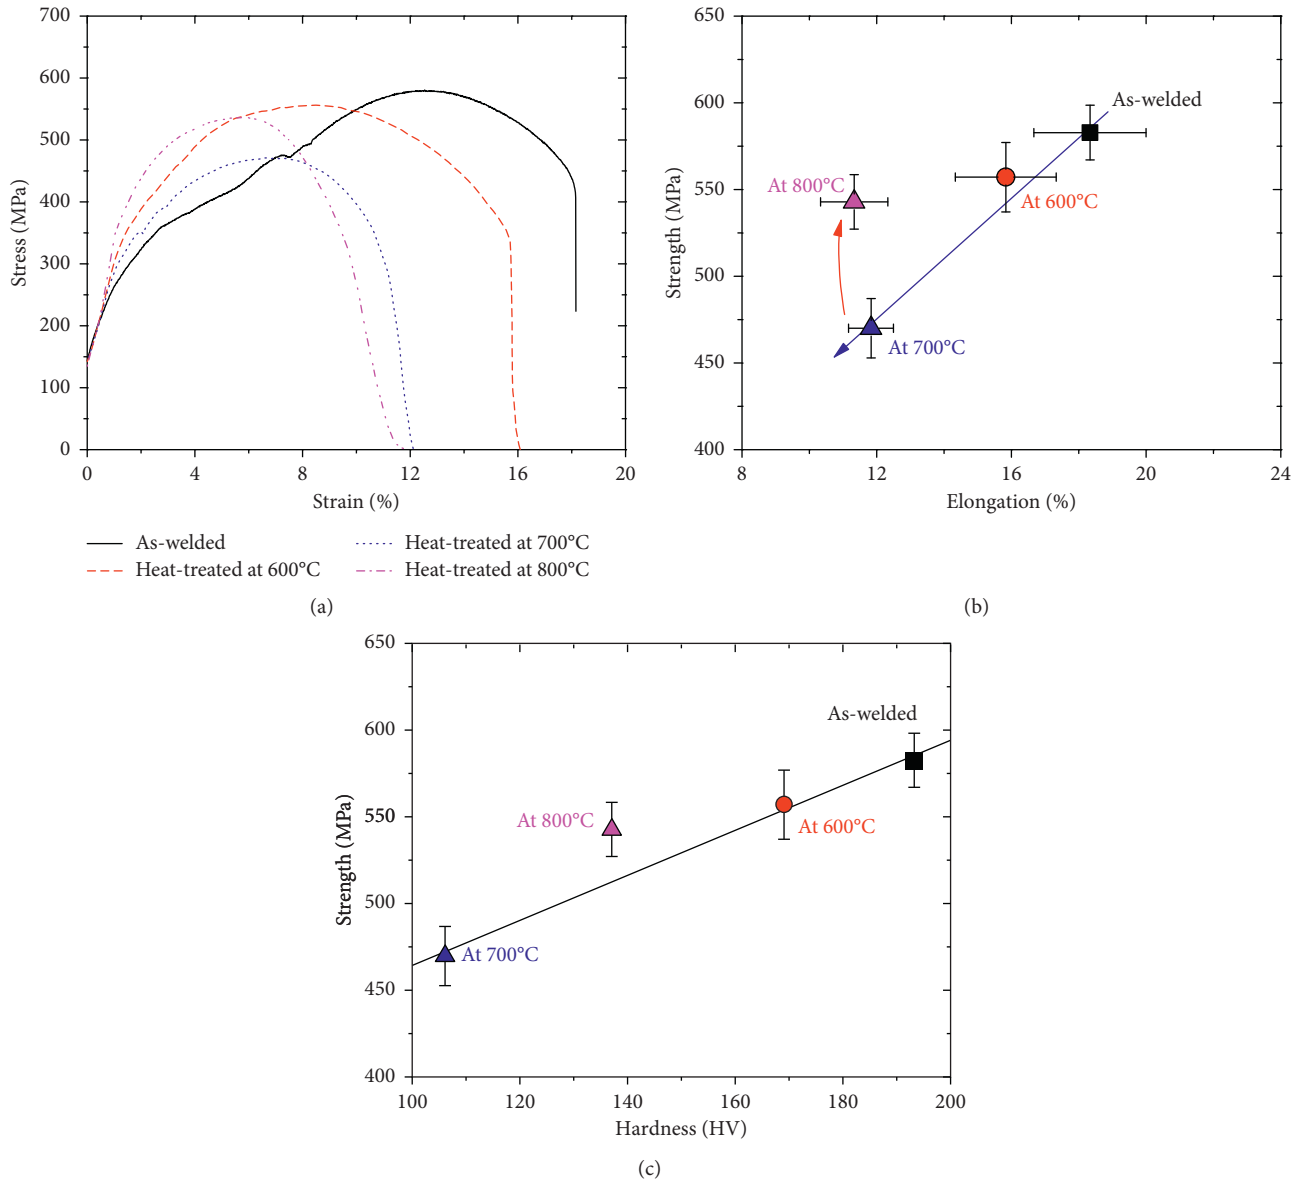 700
600
500
400
300
200
100
0
Stress (MPa)
0
4
8
12
16
20
Strain (%)
As-welded
Heat-treated at 600°C
Heat-treated at 700°C
Heat-treated at 800°C
(a)
650
600
550
500
450
400
Strength (MPa)
As-welded
At 800°C
At 600°C
At 700°C
8
12
16
20
24
Elongation (%)
(b)
650
600
550
500
450
400
Strength (MPa)
As-welded
At 800°C
At 600°C
At 700°C
100
120
140
160
180
200
Hardness (HV)
(c)